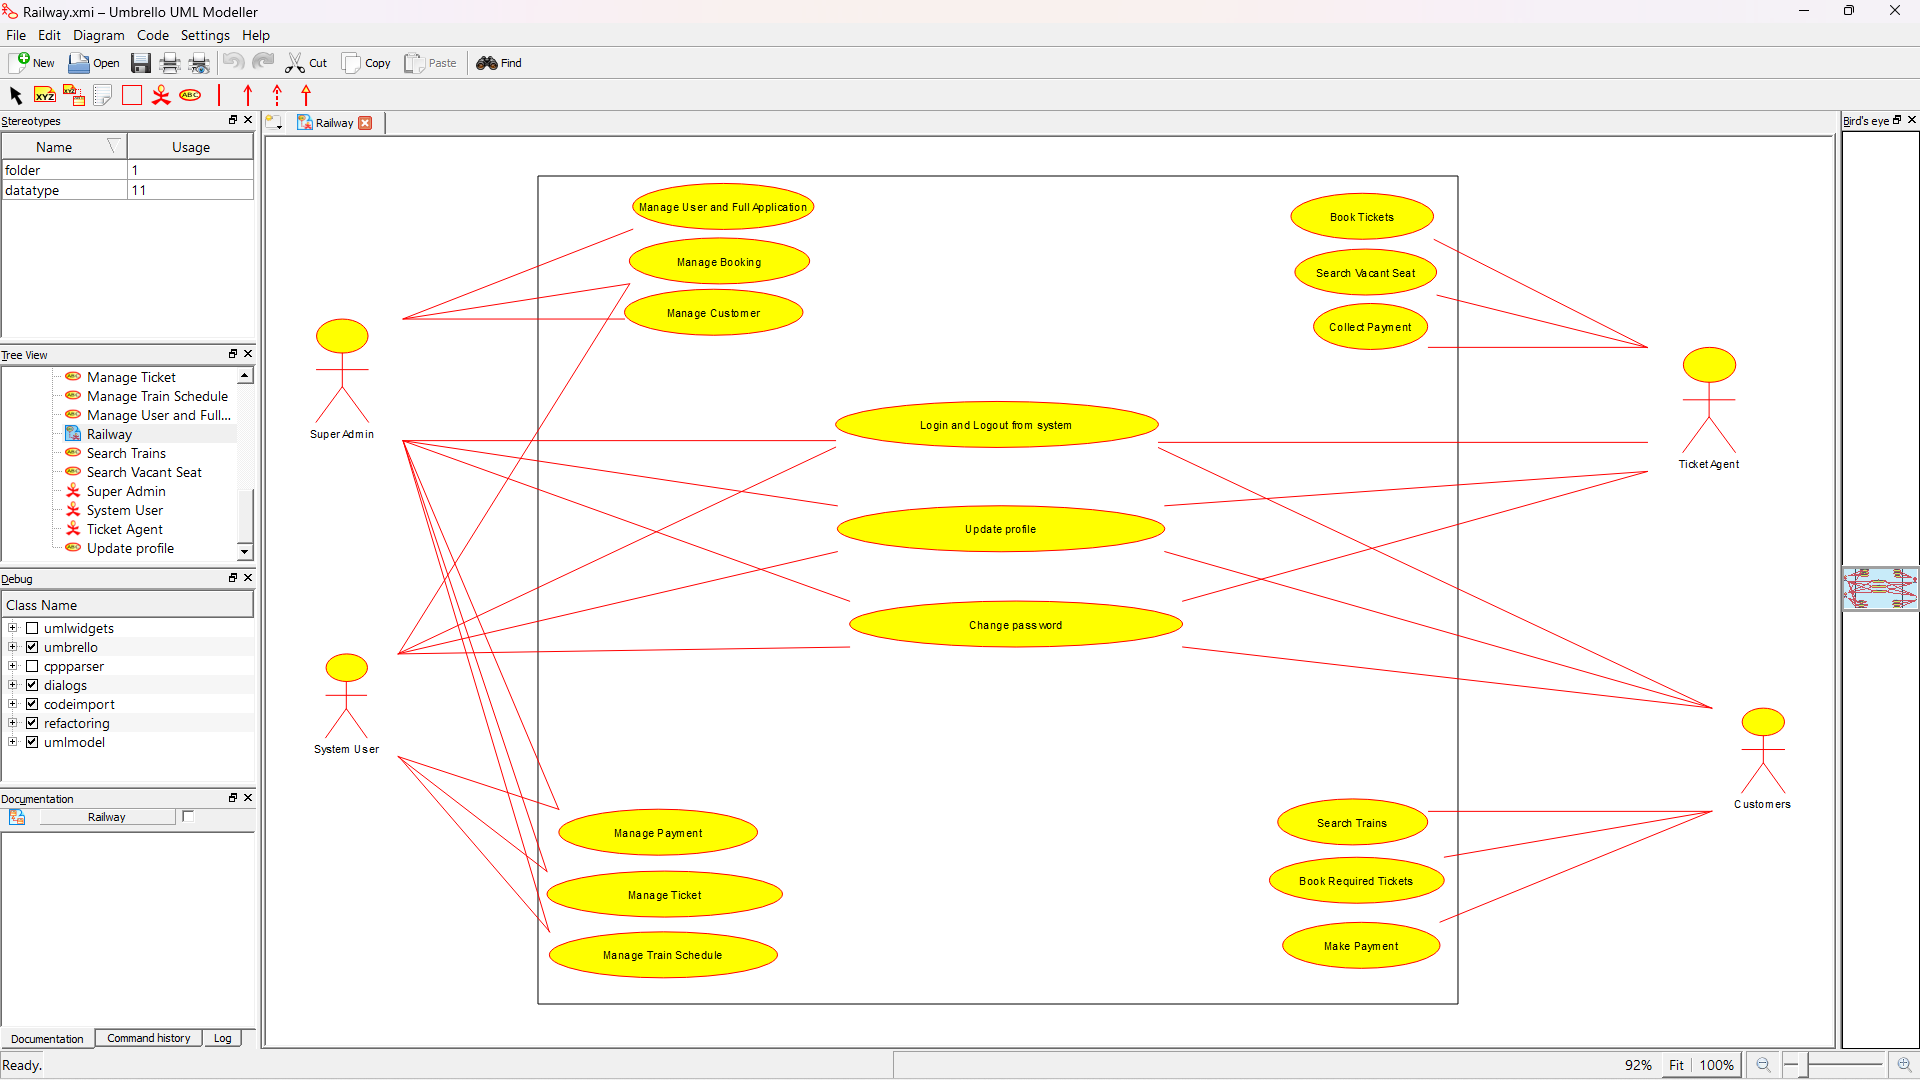 Railway.xmi – Umbrello UML Modeller
File Edit Diagram Code Settings Help
New Open Cut Copy Paste Find
XYZ XYZ ABC
Stereotypes
Name Usage
folder 1
datatype 11
Tree View
Manage Ticket
Manage Train Schedule
Manage User and Full...
Railway
Search Trains
Search Vacant Seat
Super Admin
System User
Ticket Agent
Update profile
Debug
Class Name
umlwidgets
umbrello
cppparser
dialogs
codeimport
refactoring
umlmodel
Documentation
Railway
Documentation Command history Log
Ready.
Railway
Manage User and Full Application
Manage Booking
Manage Customer
Book Tickets
Search Vacant Seat
Collect Payment
Super Admin
Login and Logout from system
Ticket Agent
Update profile
Change password
System User
Customers
Manage Payment
Manage Ticket
Manage Train Schedule
Search Trains
Book Required Tickets
Make Payment
Bird's eye
92% Fit 100%